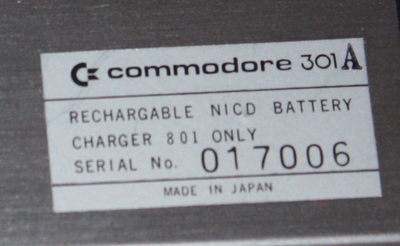 commodore 301A
RECHARGABLE NICD BATTERY
CHARGER 801 ONLY
SERIAL No. 017006
MADE IN JAPAN